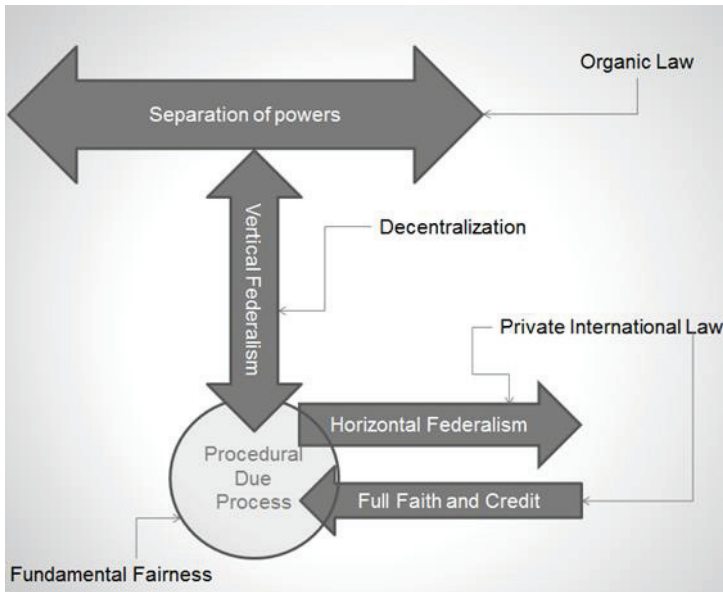 Organic Law
Separation of powers
Vertical Federalism
Decentralization
Private International Law
Horizontal Federalism
Procedural
Due
Process
Full Faith and Credit
Fundamental Fairness